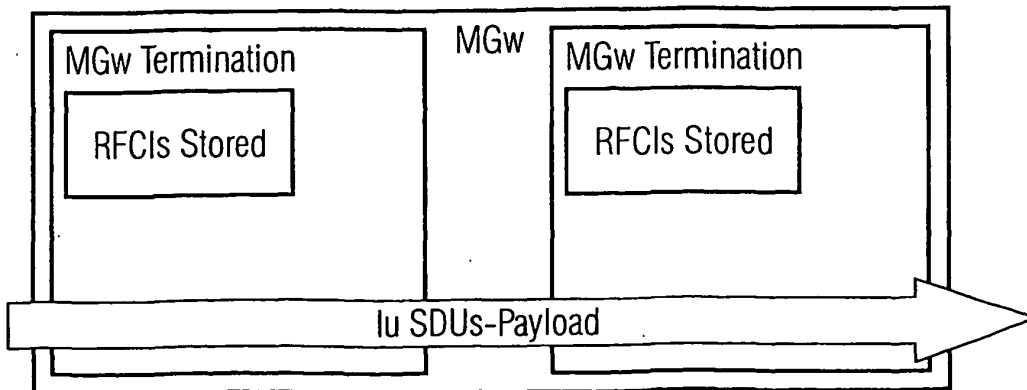 MGw
MGw Termination
RFCIs Stored
MGw Termination
RFCIs Stored
Iu SDUs-Payload